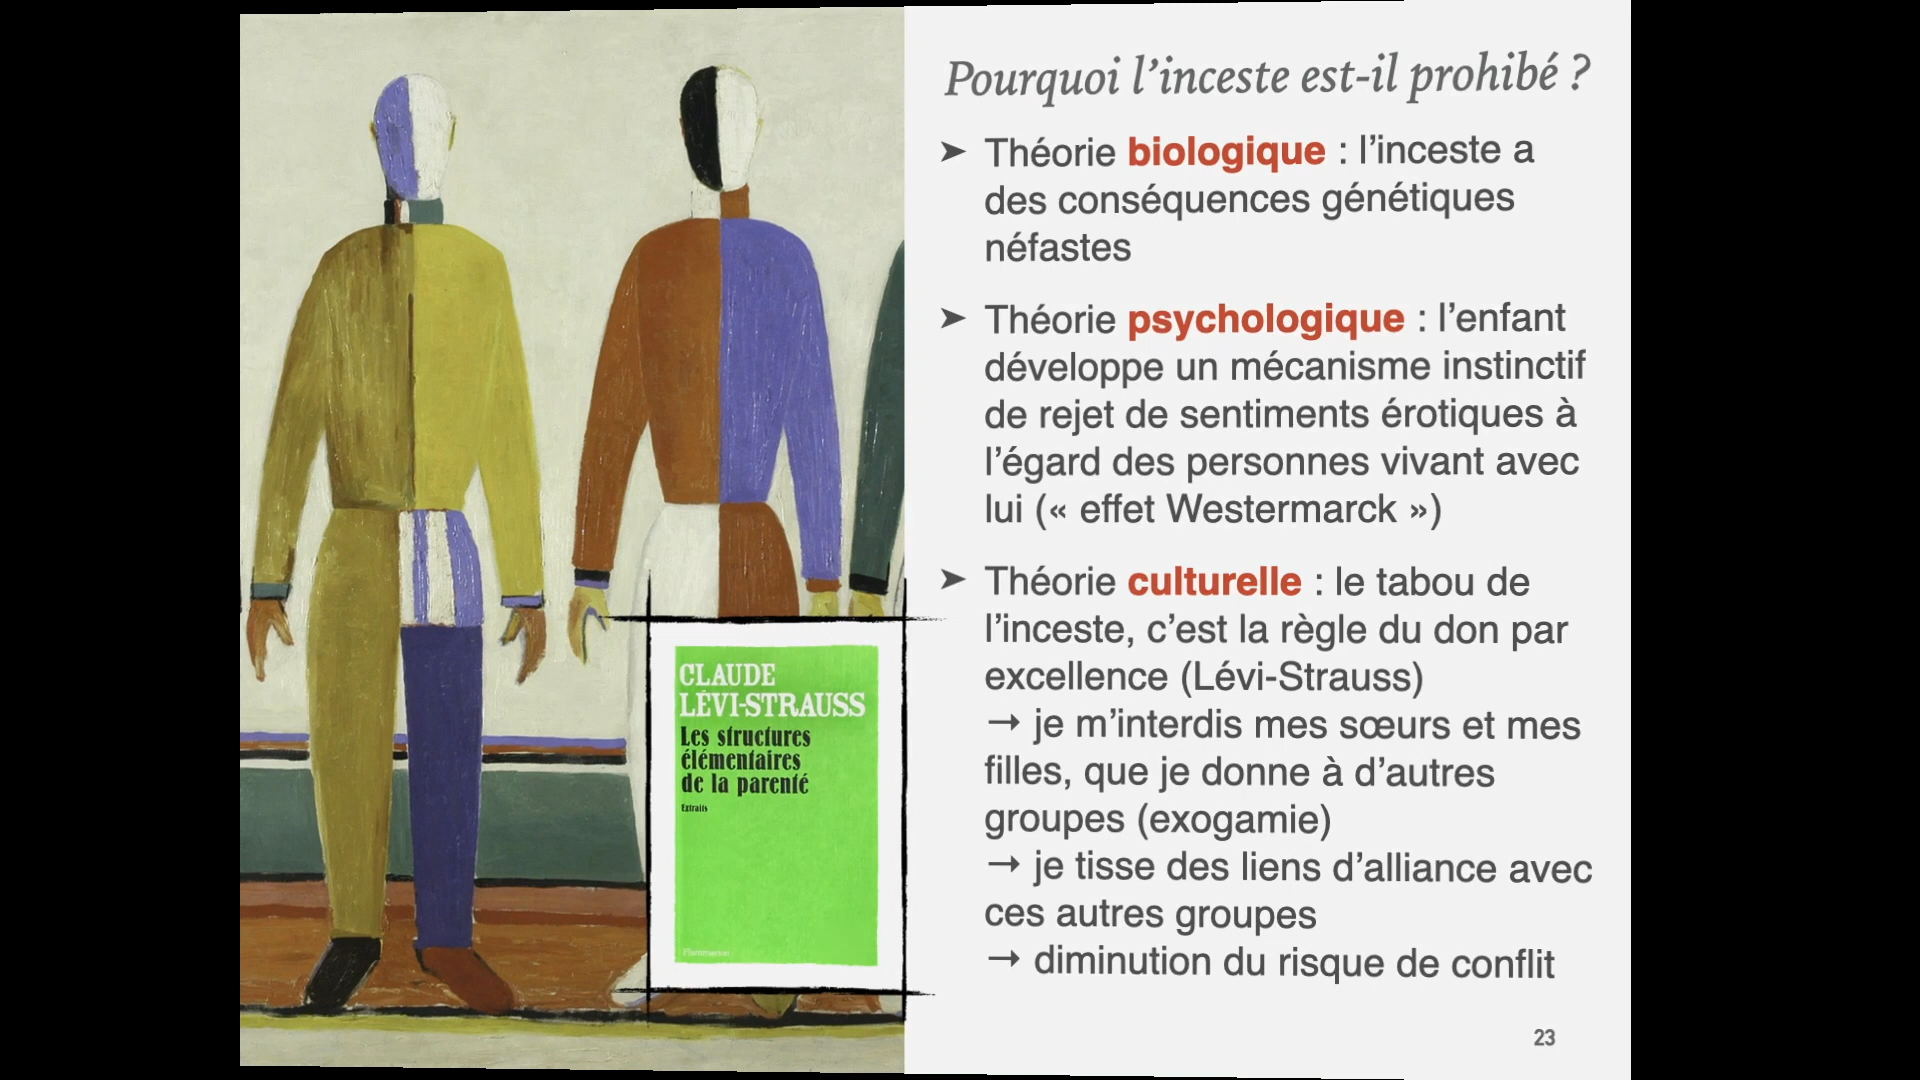 Pourquoi l’inceste est-il prohibé ?
➤ Théorie biologique : l’inceste a
des conséquences génétiques
néfastes
➤ Théorie psychologique : l’enfant
développe un mécanisme instinctif
de rejet de sentiments érotiques à
l’égard des personnes vivant avec
lui (« effet Westermarck »)
➤ Théorie culturelle : le tabou de
l’inceste, c’est la règle du don par
excellence (Lévi-Strauss)
→ je m’interdis mes sœurs et mes
filles, que je donne à d’autres
groupes (exogamie)
→ je tisse des liens d’alliance avec
ces autres groupes
→ diminution du risque de conflit
CLAUDE
LÉVI-STRAUSS
Les structures
élémentaires
de la parenté
Extraits
Flammarion
23